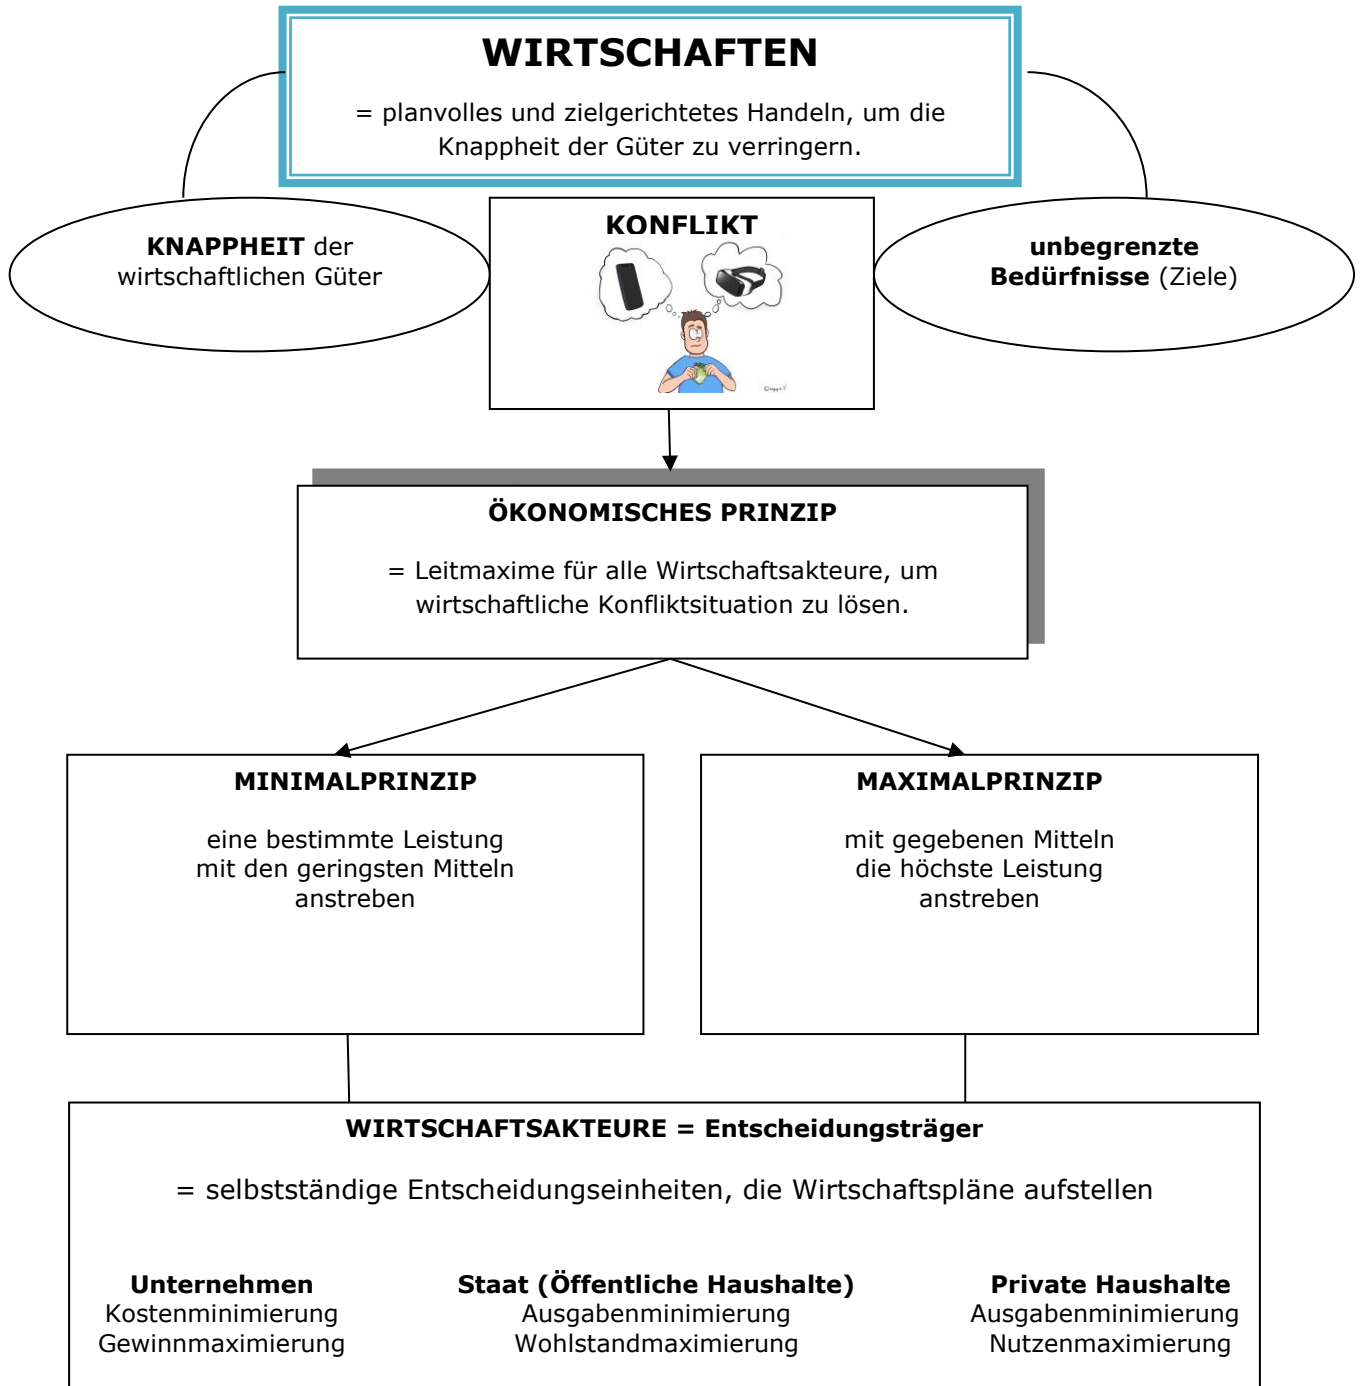 WIRTSCHAFTEN
= planvolles und zielgerichtetes Handeln, um die
Knappheit der Güter zu verringern.
KNAPPHEIT der
wirtschaftlichen Güter
KONFLIKT
unbegrenzte
Bedürfnisse (Ziele)
ÖKONOMISCHES PRINZIP
= Leitmaxime für alle Wirtschaftsakteure, um
wirtschaftliche Konfliktsituation zu lösen.
MINIMALPRINZIP
eine bestimmte Leistung
mit den geringsten Mitteln
anstreben
MAXIMALPRINZIP
mit gegebenen Mitteln
die höchste Leistung
anstreben
WIRTSCHAFTSAKTEURE = Entscheidungsträger
= selbstständige Entscheidungseinheiten, die Wirtschaftspläne aufstellen
Unternehmen
Kostenminimierung
Gewinnmaximierung
Staat (Öffentliche Haushalte)
Ausgabenminimierung
Wohlstandmaximierung
Private Haushalte
Ausgabenminimierung
Nutzenmaximierung